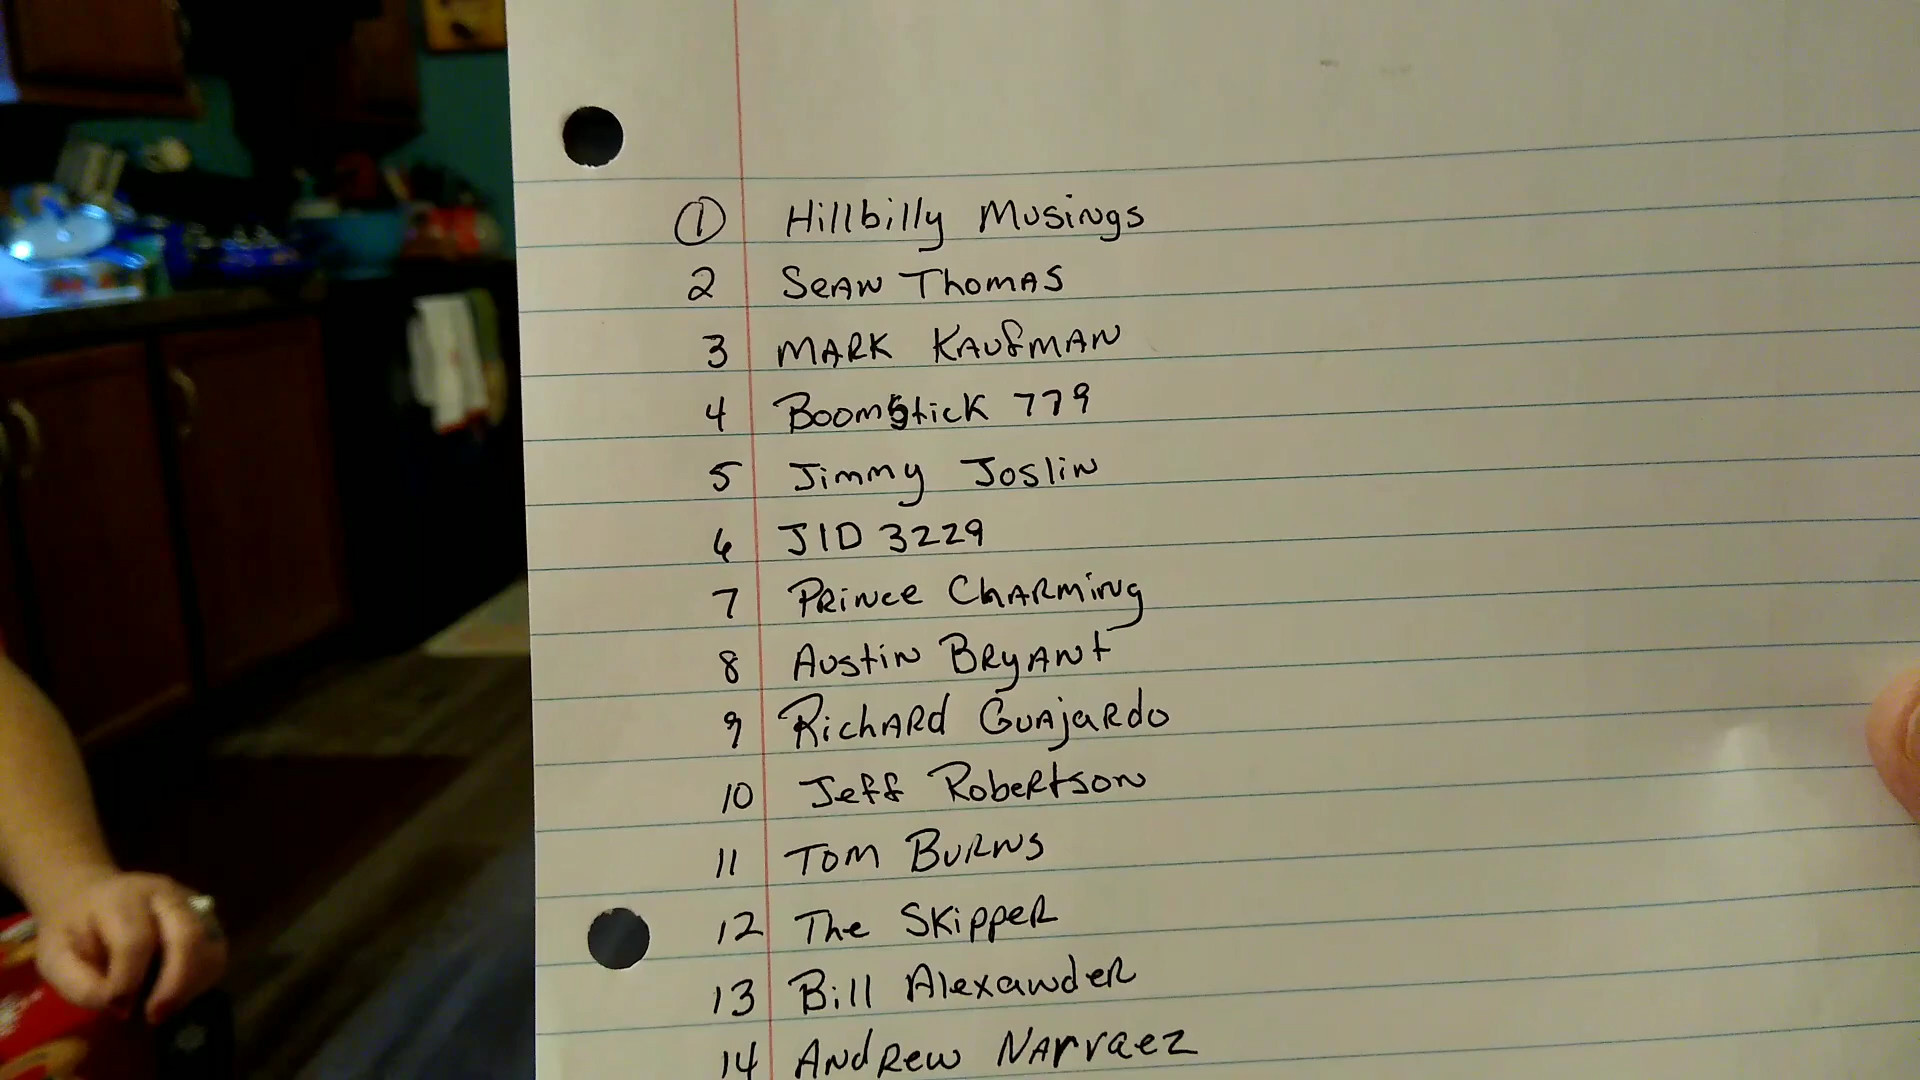 1 Hillbilly Musings
2 Sean Thomas
3 Mark Kaufman
4 Boomstick 779
5 Jimmy Joslin
6 JID 3229
7 Prince Charming
8 Austin Bryant
9 Richard Guajardo
10 Jeff Robertson
11 Tom Burns
12 The Skipper
13 Bill Alexander
14 Andrew Narvaez